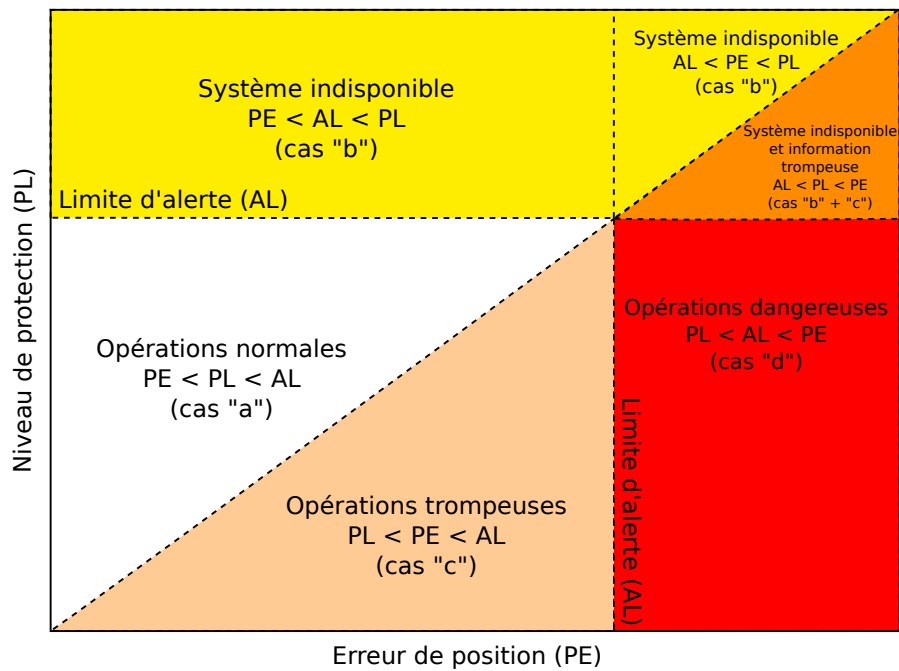 Système indisponible
PE < AL < PL
(cas "b")
Système indisponible
AL < PE < PL
(cas "b")
Système indisponible
et information
trompeuse
AL < PL < PE
(cas "b" + "c")
Limite d'alerte (AL)
Niveau de protection (PL)
Opérations normales
PE < PL < AL
(cas "a")
Opérations dangereuses
PL < AL < PE
(cas "d")
Limite d'alerte (AL)
Opérations trompeuses
PL < PE < AL
(cas "c")
Erreur de position (PE)